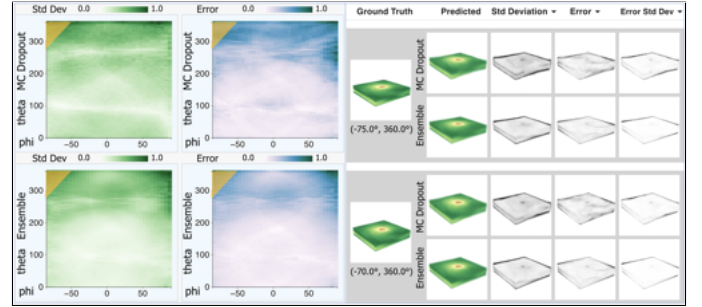 Std Dev 0.0 1.0 Error 0.0 1.0
MC Dropout
theta
300
200
100
0
phi -50 0 50
MC Dropout
theta
300
200
100
0
phi -50 0 50
Std Dev 0.0 1.0 Error 0.0 1.0
Ensemble
theta
300
200
100
0
phi -50 0 50
Ensemble
theta
300
200
100
0
phi -50 0 50
Ground Truth Predicted Std Deviation Error Error Std Dev
MC Dropout
(-75.0°, 360.0°)
Ensemble
MC Dropout
(-70.0°, 360.0°)
Ensemble